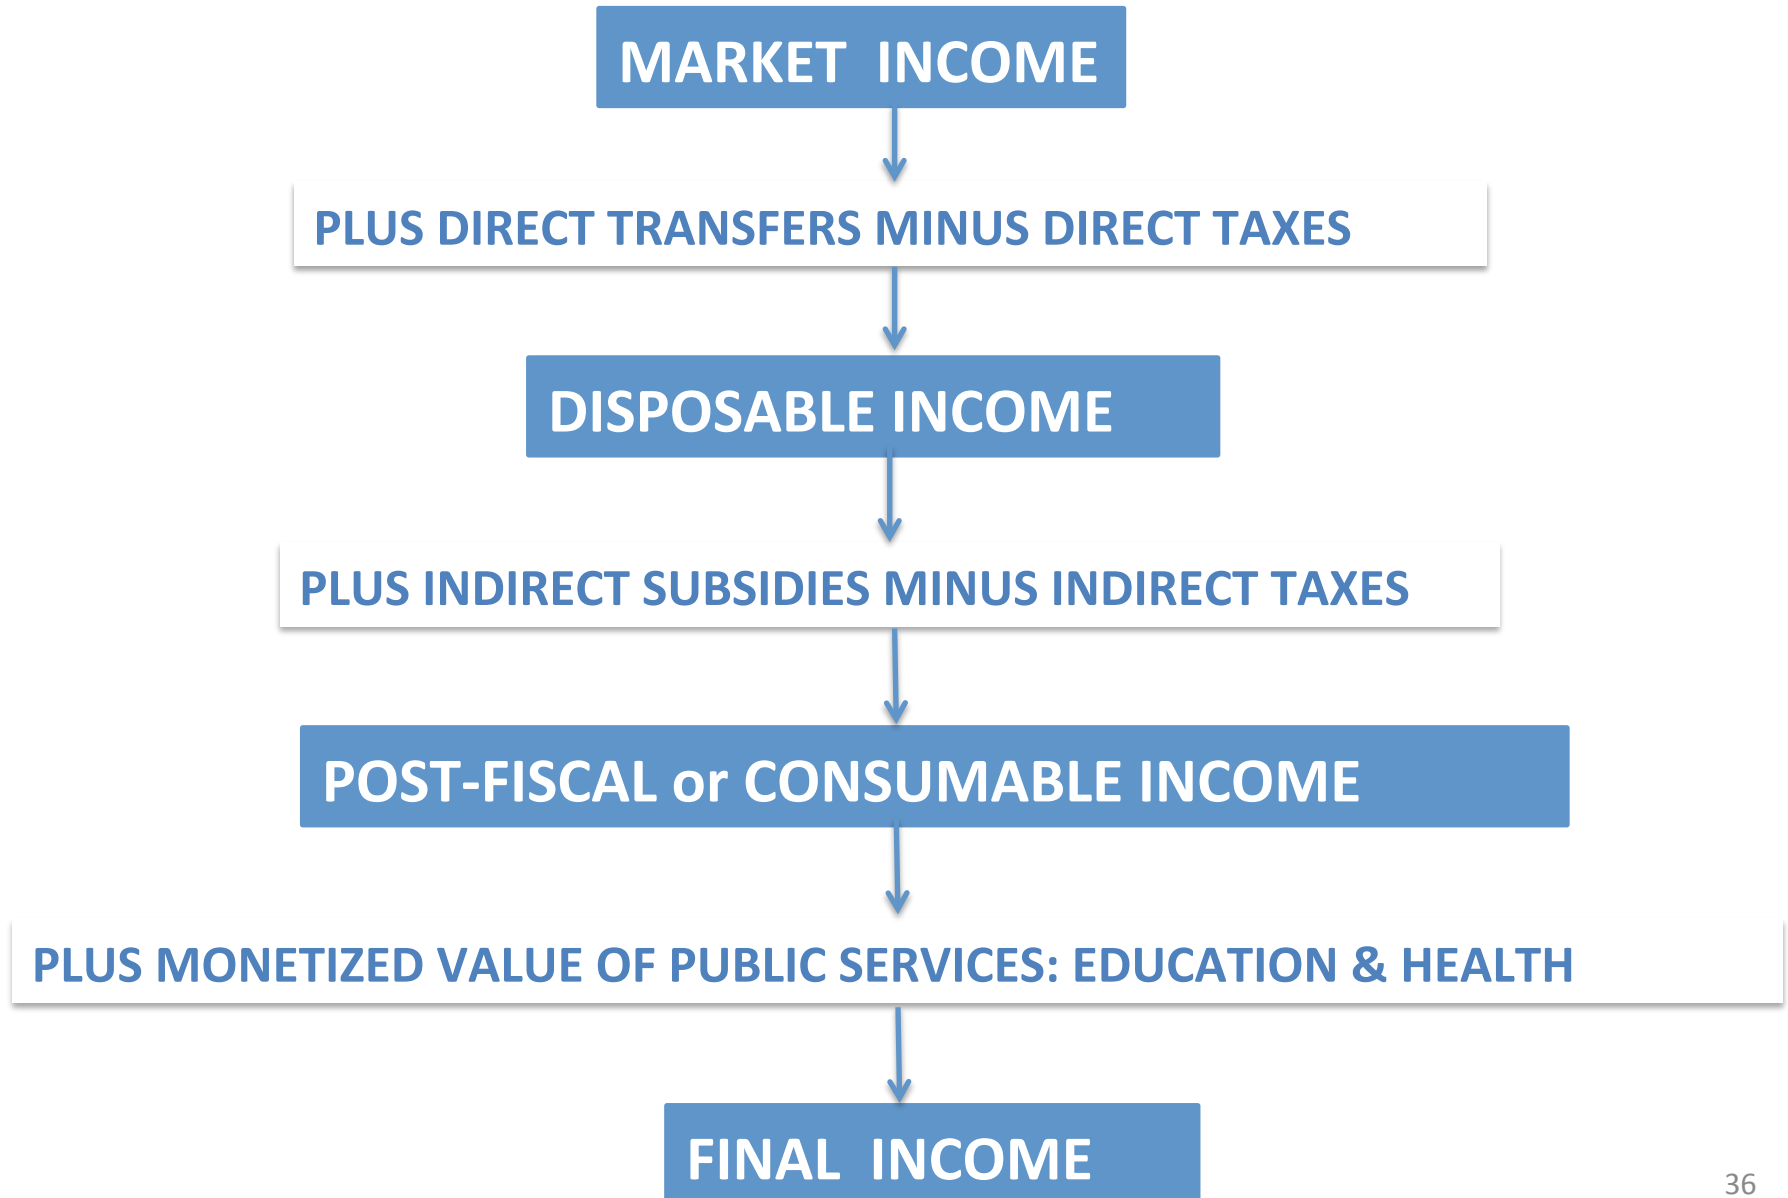 MARKET INCOME
PLUS DIRECT TRANSFERS MINUS DIRECT TAXES
DISPOSABLE INCOME
PLUS INDIRECT SUBSIDIES MINUS INDIRECT TAXES
POST-FISCAL or CONSUMABLE INCOME
PLUS MONETIZED VALUE OF PUBLIC SERVICES: EDUCATION & HEALTH
FINAL INCOME
36